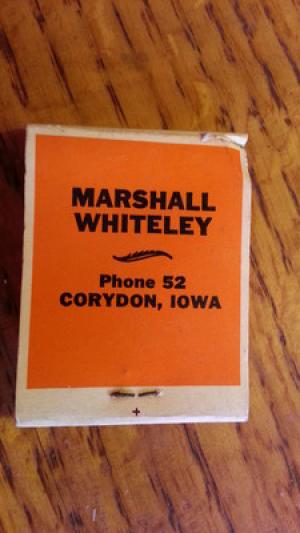 MARSHALL
WHITELEY
Phone 52
CORYDON, IOWA